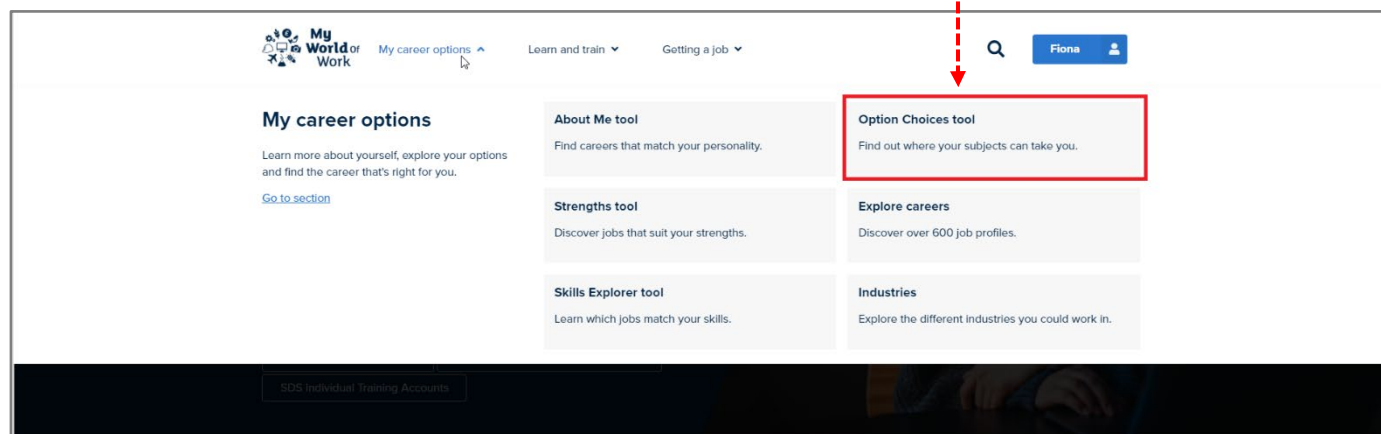 My
World of
Work
My career options
Learn and train
Getting a job
Fiona
My career options
Learn more about yourself, explore your options
and find the career that's right for you.
Go to section
About Me tool
Find careers that match your personality.
Option Choices tool
Find out where your subjects can take you.
Strengths tool
Discover jobs that suit your strengths.
Explore careers
Discover over 600 job profiles.
Skills Explorer tool
Learn which jobs match your skills.
Industries
Explore the different industries you could work in.
SDS Individual Training Accounts